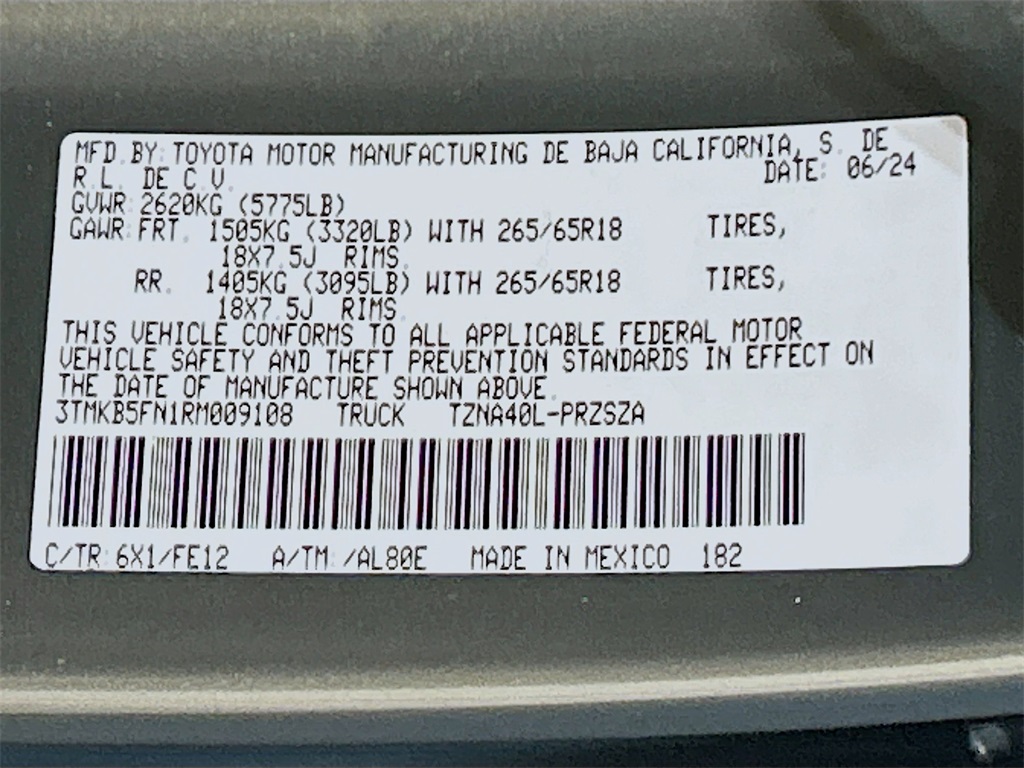 MFD. BY: TOYOTA MOTOR MANUFACTURING DE BAJA CALIFORNIA, S. DE
R.L. DE C.V. DATE: 06/24
GVWR: 2620KG (5775LB)
GAWR: FRT. 1505KG (3320LB) WITH 265/65R18 TIRES,
18X7.5J RIMS.
RR. 1405KG (3095LB) WITH 265/65R18 TIRES,
18X7.5J RIMS.
THIS VEHICLE CONFORMS TO ALL APPLICABLE FEDERAL MOTOR
VEHICLE SAFETY AND THEFT PREVENTION STANDARDS IN EFFECT ON
THE DATE OF MANUFACTURE SHOWN ABOVE.
3TMKB5FN1RM009108 TRUCK TZNA40L-PRZSZA
C/TR: 6X1/FE12 A/TM: /AL80E MADE IN MEXICO 182